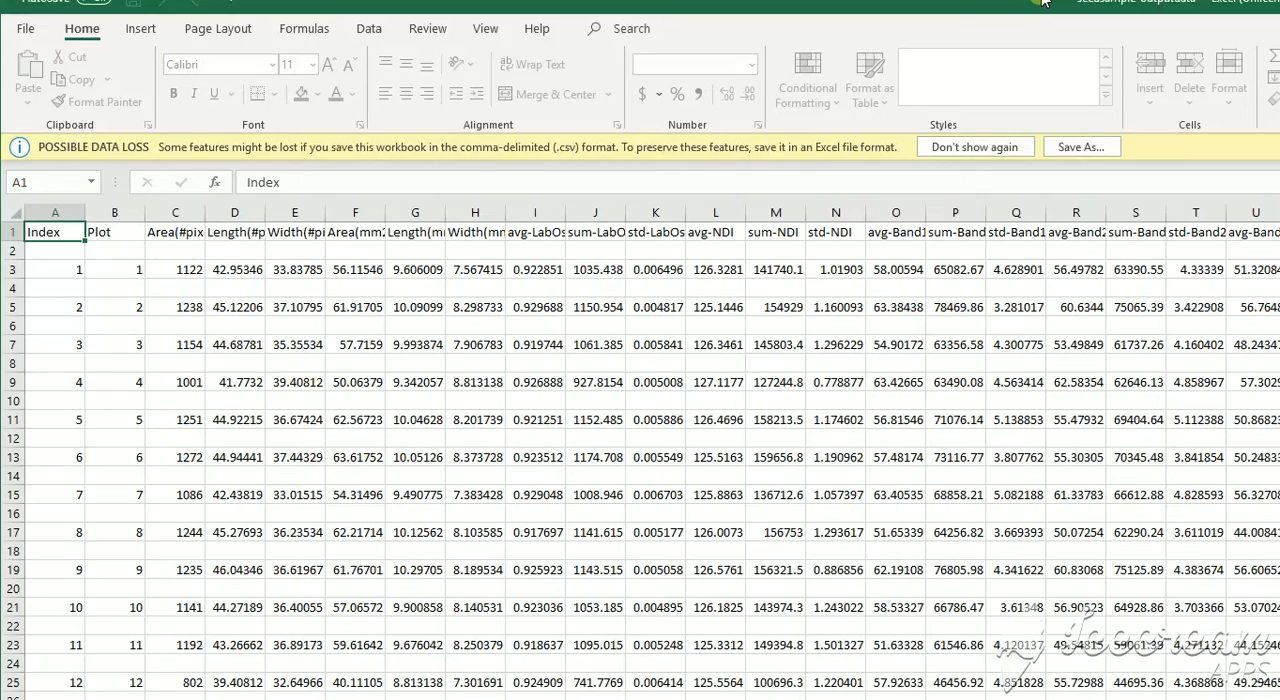 File Home Insert Page Layout Formulas Data Review View Help Search
Cut
Copy
Format Painter
Paste
Clipboard
Calibri 11
B I U
Font
Wrap Text
Merge & Center
Alignment
$ %
Number
Conditional Formatting
Format as Table
Styles
Insert Delete Format
Cells
POSSIBLE DATA LOSS Some features might be lost if you save this workbook in the comma-delimited (.csv) format. To preserve these features, save it in an Excel file format. Don't show again Save As...
A1 fx Index
A B C D E F G H I J K L M N O P Q R S T U
1 Index Plot Area(#pix Length(#p Width(#pi Area(mm2 Length(m Width(mm avg-LabOs sum-LabO std-LabOs avg-NDI sum-NDI std-NDI avg-Band1 sum-Band std-Band1 avg-Band2 sum-Band std-Band2 avg-Band
2
3 1 1 1122 42.95346 33.83785 56.11546 9.606009 7.567415 0.922851 1035.438 0.006496 126.3281 141740.1 1.01903 58.00594 65082.67 4.628901 56.49782 63390.55 4.33339 51.32084
4
5 2 2 1238 45.12206 37.10795 61.91705 10.09099 8.298733 0.929688 1150.954 0.004817 125.1446 154929 1.160093 63.38438 78469.86 3.281017 60.6344 75065.39 3.422908 56.7648
6
7 3 3 1154 44.68781 35.35534 57.7159 9.993874 7.906783 0.919744 1061.385 0.005841 126.3461 145803.4 1.296229 54.90172 63356.58 4.300775 53.49849 61737.26 4.160402 48.24347
8
9 4 4 1001 41.7732 39.40812 50.06379 9.342057 8.813138 0.926888 927.8154 0.005008 127.1177 127244.8 0.778877 63.42665 63490.08 4.563414 62.58354 62646.13 4.858967 57.3029
10
11 5 5 1251 44.92215 36.67424 62.56723 10.04628 8.201739 0.921251 1152.485 0.005886 126.4696 158213.5 1.174602 56.81546 71076.14 5.138853 55.47932 69404.64 5.112388 50.86823
12
13 6 6 1272 44.94441 37.44329 63.61752 10.05126 8.373728 0.923512 1174.708 0.005549 125.5163 159656.8 1.190962 57.48174 73116.77 3.807762 55.30305 70345.48 3.841854 50.24833
14
15 7 7 1086 42.43819 33.01515 54.31496 9.490775 7.383428 0.929048 1008.946 0.006703 125.8863 136712.6 1.057397 63.40535 68858.21 5.082188 61.33783 66612.88 4.828593 56.32708
16
17 8 8 1244 45.27693 36.23534 62.21714 10.12562 8.103585 0.917697 1141.615 0.005177 126.0073 156753 1.293617 51.65339 64256.82 3.669393 50.07254 62290.24 3.611019 44.00841
18
19 9 9 1235 46.04346 36.61967 61.76701 10.29705 8.189534 0.925923 1143.515 0.005058 126.5761 156321.5 0.886856 62.19108 76805.98 4.341622 60.83068 75125.89 4.383674 56.60652
20
21 10 10 1141 44.27189 36.40055 57.06572 9.900858 8.140531 0.923036 1053.185 0.004895 126.1825 143974.3 1.243022 58.53327 66786.47 3.61348 56.90523 64928.86 3.703366 53.07024
22
23 11 11 1192 43.26662 36.89173 59.61642 9.676042 8.250379 0.918637 1095.015 0.005248 125.3312 149394.8 1.501327 51.63321 61546.86 4.120137 49.54815 59061.39 4.271132 44.15246
24
25 12 12 802 39.40812 32.64966 40.11105 8.813138 7.301691 0.924909 741.7769 0.006414 125.5564 100696.3 1.220401 57.92633 46456.92 4.851828 55.72988 44695.36 4.368868 49.29456
APPS